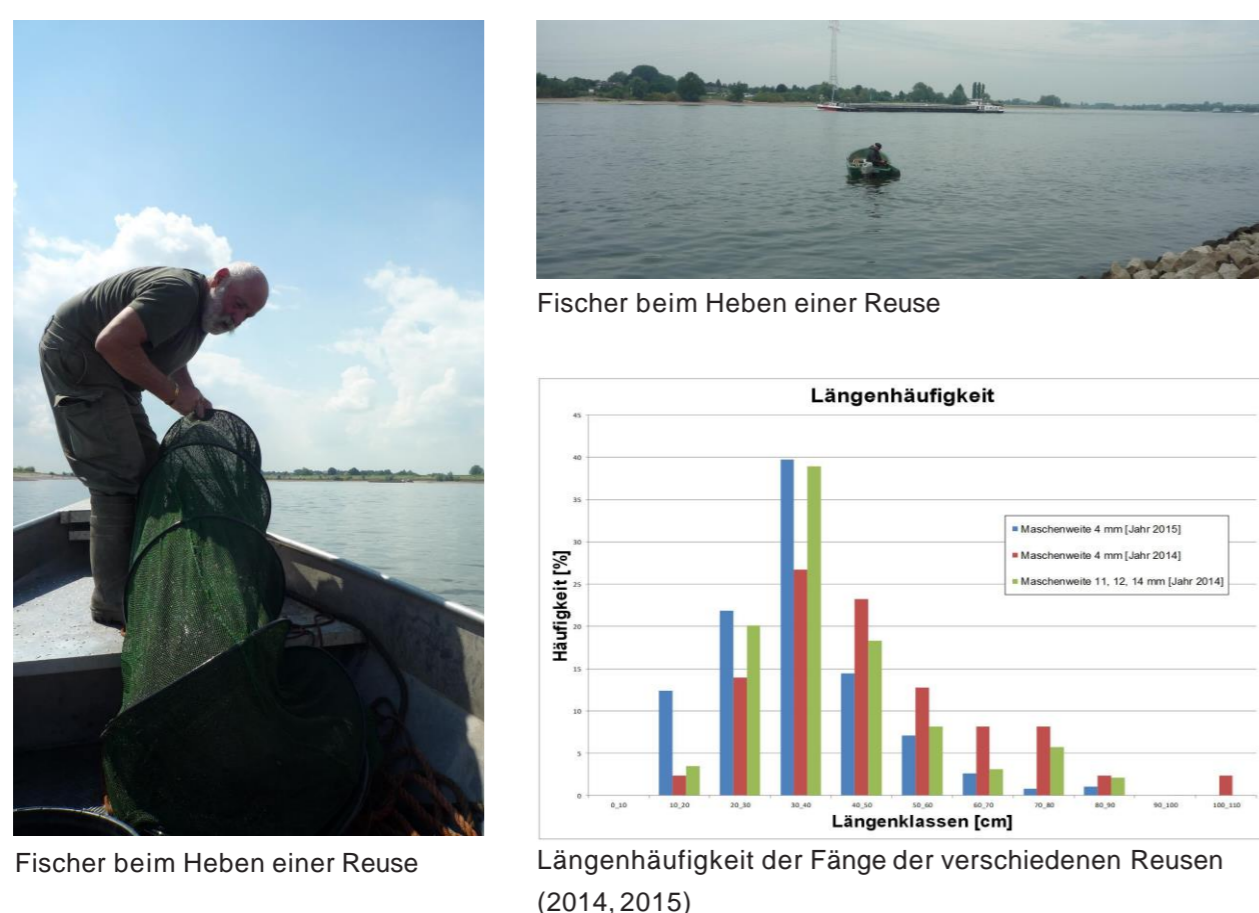 Fischer beim Heben einer Reuse
Fischer beim Heben einer Reuse
Längenhäufigkeit
Häufigkeit [%]
45
40
35
30
25
20
15
10
5
0
Maschenweite 4 mm [Jahr 2015]
Maschenweite 4 mm [Jahr 2014]
Maschenweite 11, 12, 14 mm [Jahr 2014]
0_10 10_20 20_30 30_40 40_50 50_60 60_70 70_80 80_90 90_100 100_110
Längenklassen [cm]
Längenhäufigkeit der Fänge der verschiedenen Reusen
(2014, 2015)